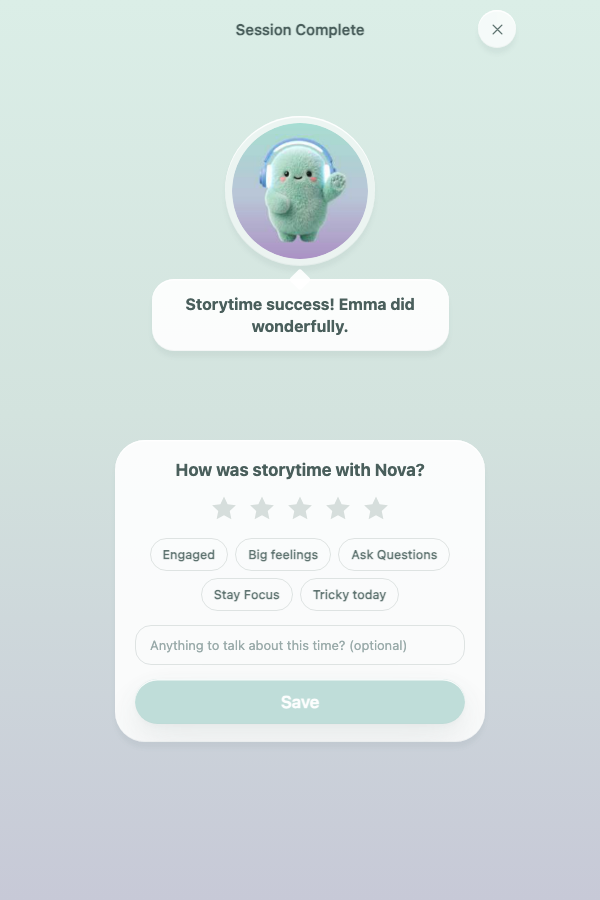 Session Complete
Storytime success! Emma did
wonderfully.
How was storytime with Nova?
Engaged
Big feelings
Ask Questions
Stay Focus
Tricky today
Anything to talk about this time? (optional)
Save